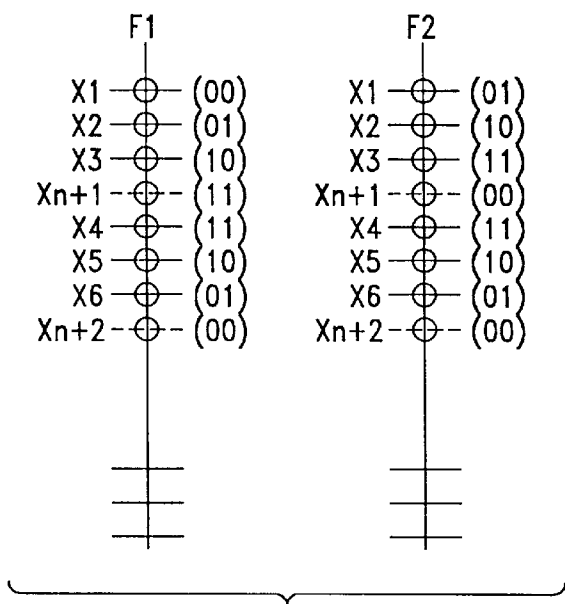 F1 F2
X1 (00) X1 (01)
X2 (01) X2 (10)
X3 (10) X3 (11)
Xn+1 (11) Xn+1 (00)
X4 (11) X4 (11)
X5 (10) X5 (10)
X6 (01) X6 (01)
Xn+2 (00) Xn+2 (00)